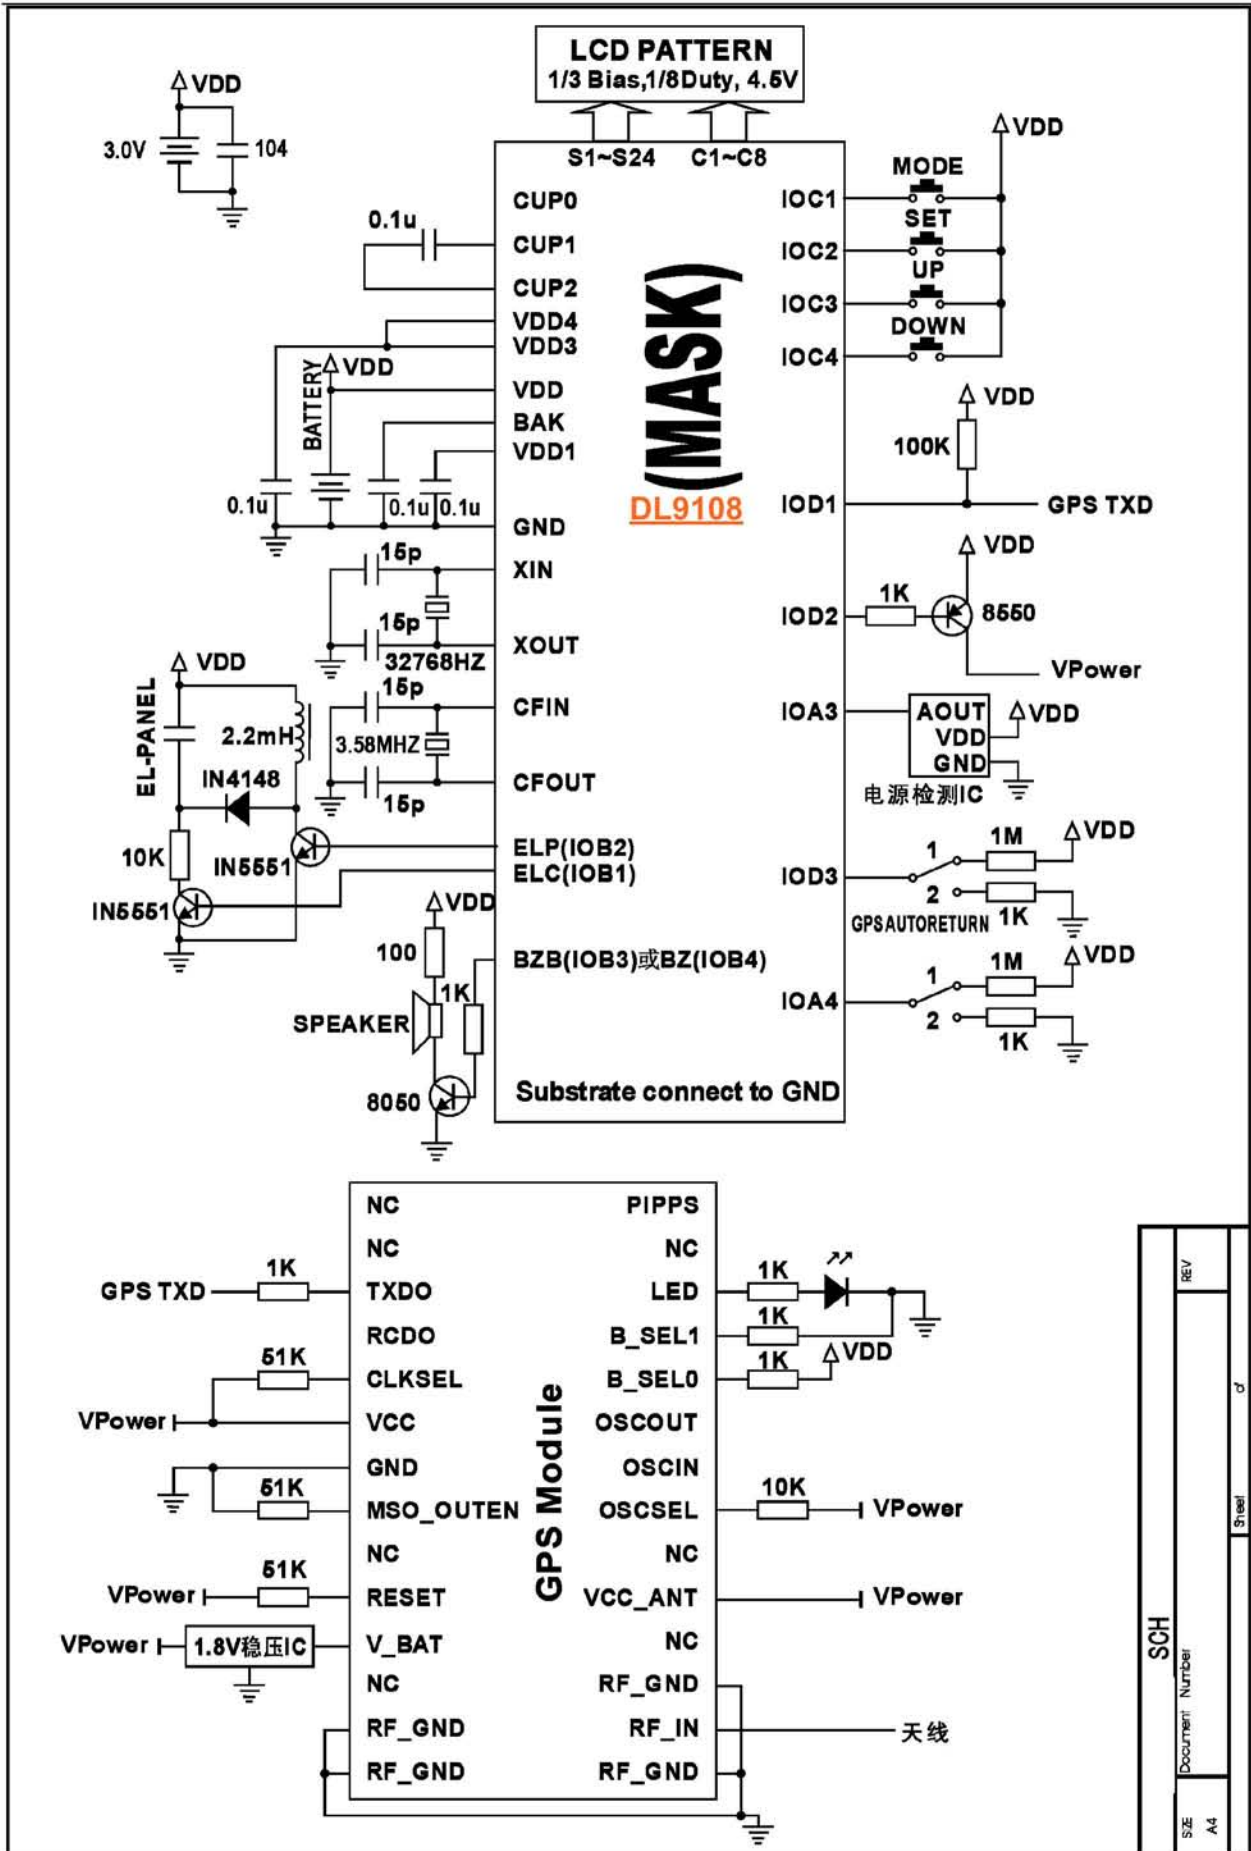 LCD PATTERN
1/3 Bias,1/8Duty, 4.5V
S1~S24
C1~C8
VDD
3.0V
104
0.1u
CUP0
CUP1
CUP2
VDD4
VDD3
VDD
BATTERY
VDD
BAK
VDD1
0.1u
0.1u
0.1u
GND
15p
XIN
15p
XOUT
32768HZ
15p
CFIN
3.58MHZ
CFOUT
15p
VDD
EL-PANEL
2.2mH
IN4148
10K
IN5551
IN5551
ELP(IOB2)
ELC(IOB1)
VDD
100
1K
BZB(IOB3)或BZ(IOB4)
SPEAKER
8050
Substrate connect to GND
(MASK)
DL9108
VDD
MODE
IOC1
SET
IOC2
UP
IOC3
DOWN
IOC4
VDD
100K
IOD1
GPS TXD
VDD
1K
IOD2
8550
VPower
IOA3
AOUT
VDD
VDD
GND
电源检测IC
VDD
1M
1
IOD3
2
GPSAUTORETURN
1K
VDD
1M
1
IOA4
2
1K
NC
NC
GPS TXD
1K
TXDO
RCDO
51K
CLKSEL
VPower
VCC
GND
51K
MSO_OUTEN
NC
51K
VPower
RESET
VPower
1.8V稳压IC
V_BAT
NC
RF_GND
RF_GND
GPS Module
PIPPS
NC
LED
1K
B_SEL1
1K
B_SEL0
1K
VDD
OSCOUT
OSCIN
OSCSEL
10K
VPower
NC
VCC_ANT
VPower
NC
RF_GND
RF_IN
天线
RF_GND
SCH
REV
Document Number
SIZE
A4
Sheet
of